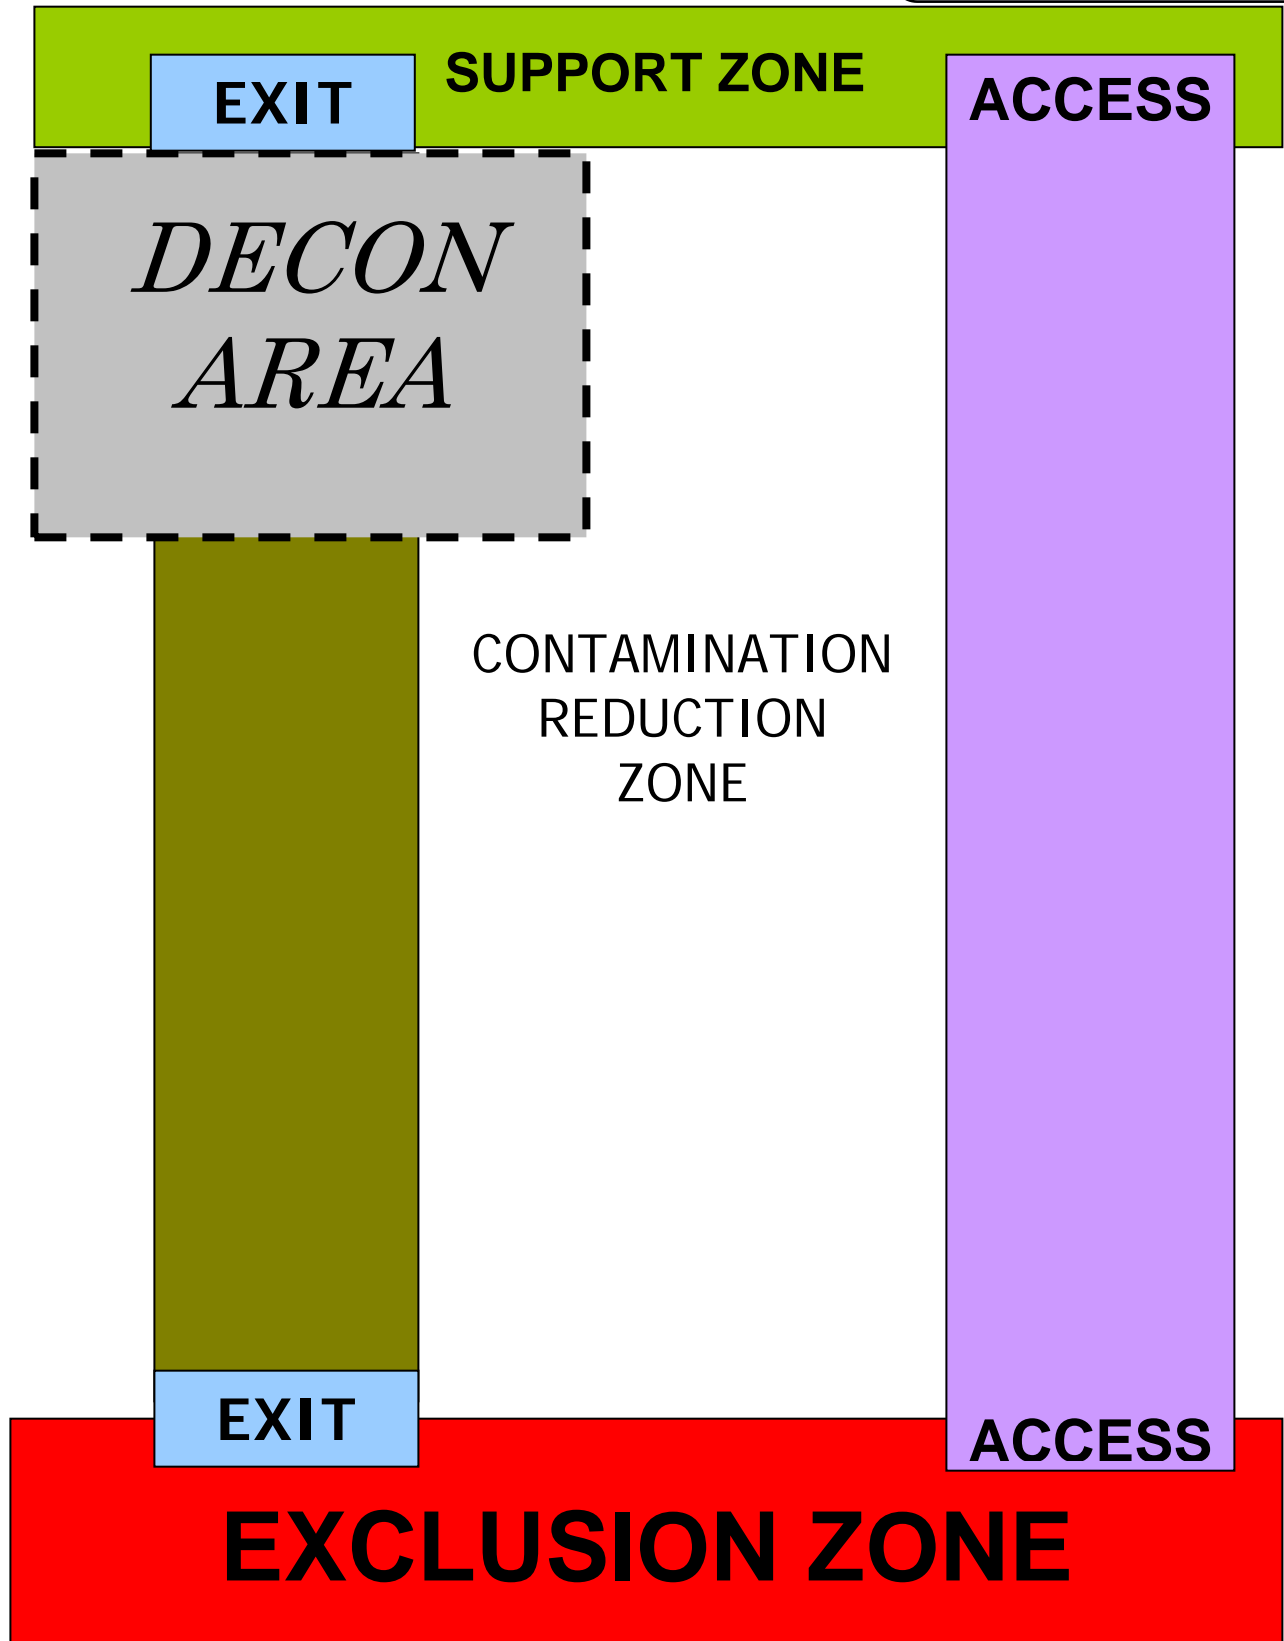 SUPPORT ZONE
EXIT
ACCESS
DECON
AREA
CONTAMINATION
REDUCTION
ZONE
EXIT
ACCESS
EXCLUSION ZONE